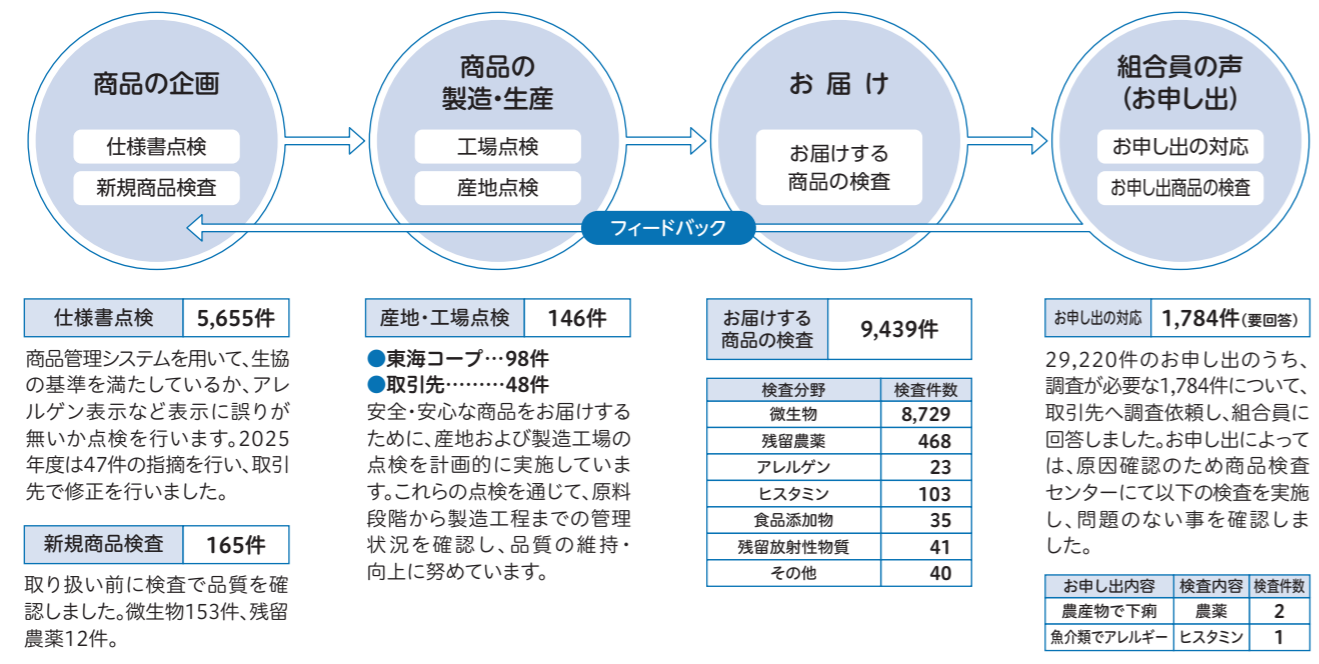 商品の企画
仕様書点検
新規商品検査
商品の
製造・生産
工場点検
産地点検
お届け
お届けする
商品の検査
組合員の声
(お申し出)
お申し出の対応
お申し出商品の検査
フィードバック
仕様書点検 5,655件
商品管理システムを用いて、生協
の基準を満たしているか、アレ
ルゲン表示など表示に誤りが
無いか点検を行います。2025
年度は47件の指摘を行い、取引
先で修正を行いました。
新規商品検査 165件
取り扱い前に検査で品質を確
認しました。微生物153件、残留
農薬12件。
産地・工場点検 146件
●東海コープ…98件
●取引先………48件
安全・安心な商品をお届けする
ために、産地および製造工場の
点検を計画的に実施していま
す。これらの点検を通じて、原料
段階から製造工程までの管理
状況を確認し、品質の維持・
向上に努めています。
お届けする
商品の検査 9,439件
検査分野 検査件数
微生物 8,729
残留農薬 468
アレルゲン 23
ヒスタミン 103
食品添加物 35
残留放射性物質 41
その他 40
お申し出の対応 1,784件(要回答)
29,220件のお申し出のうち、
調査が必要な1,784件について、
取引先へ調査依頼し、組合員に
回答しました。お申し出によって
は、原因確認のため商品検査
センターにて以下の検査を実施
し、問題のない事を確認しま
した。
お申し出内容 検査内容 検査件数
農産物で下痢 農薬 2
魚介類でアレルギー ヒスタミン 1